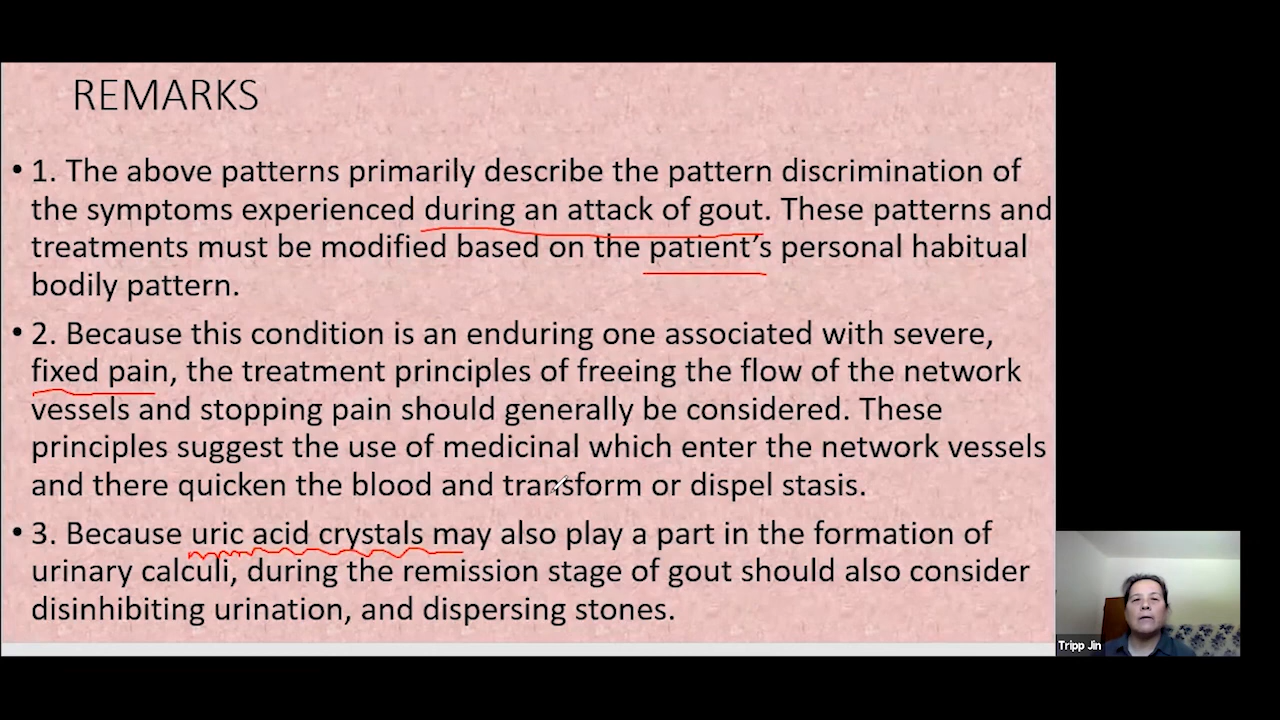 REMARKS
• 1. The above patterns primarily describe the pattern discrimination of
the symptoms experienced during an attack of gout. These patterns and
treatments must be modified based on the patient’s personal habitual
bodily pattern.
• 2. Because this condition is an enduring one associated with severe,
fixed pain, the treatment principles of freeing the flow of the network
vessels and stopping pain should generally be considered. These
principles suggest the use of medicinal which enter the network vessels
and there quicken the blood and transform or dispel stasis.
• 3. Because uric acid crystals may also play a part in the formation of
urinary calculi, during the remission stage of gout should also consider
disinhibiting urination, and dispersing stones.
Tripp Jin